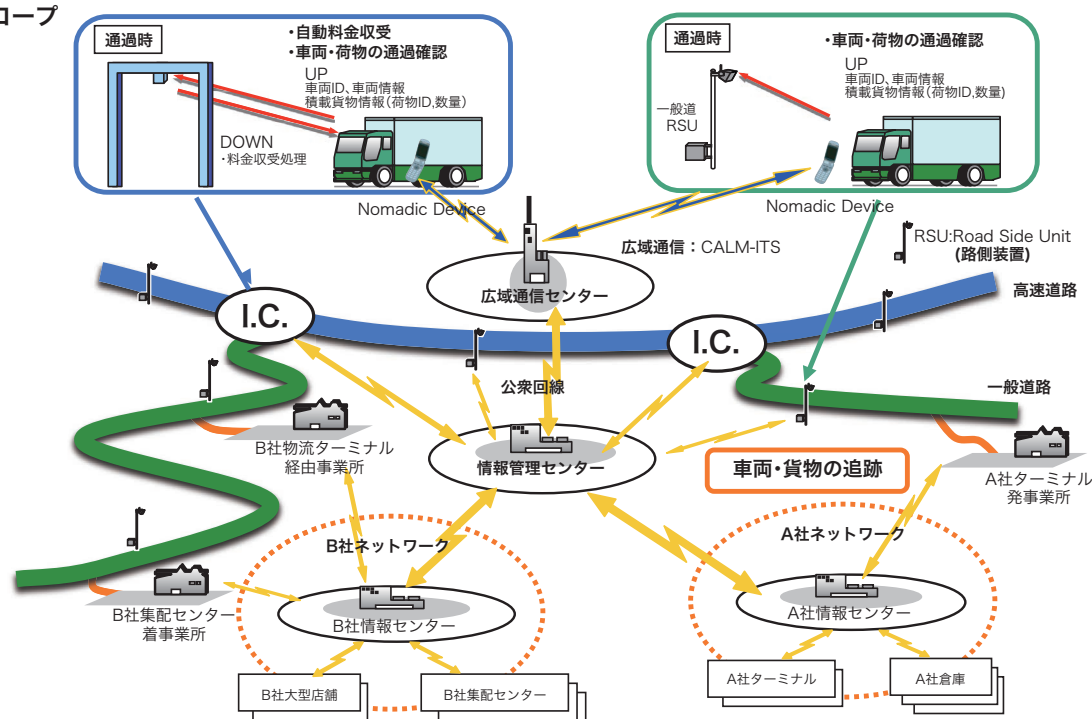 コープ
通過時
・自動料金収受
・車両・荷物の通過確認
UP
車両ID、車両情報
積載貨物情報(荷物ID,数量)
DOWN
・料金収受処理
Nomadic Device
通過時
・車両・荷物の通過確認
UP
車両ID、車両情報
積載貨物情報(荷物ID,数量)
一般道
RSU
Nomadic Device
広域通信：CALM-ITS
RSU:Road Side Unit
(路側装置)
広域通信センター
高速道路
I.C.
I.C.
公衆回線
一般道路
B社物流ターミナル
経由事業所
情報管理センター
車両・貨物の追跡
A社ターミナル
発事業所
B社ネットワーク
A社ネットワーク
B社集配センター
着事業所
B社情報センター
A社情報センター
B社大型店舗
B社集配センター
A社ターミナル
A社倉庫